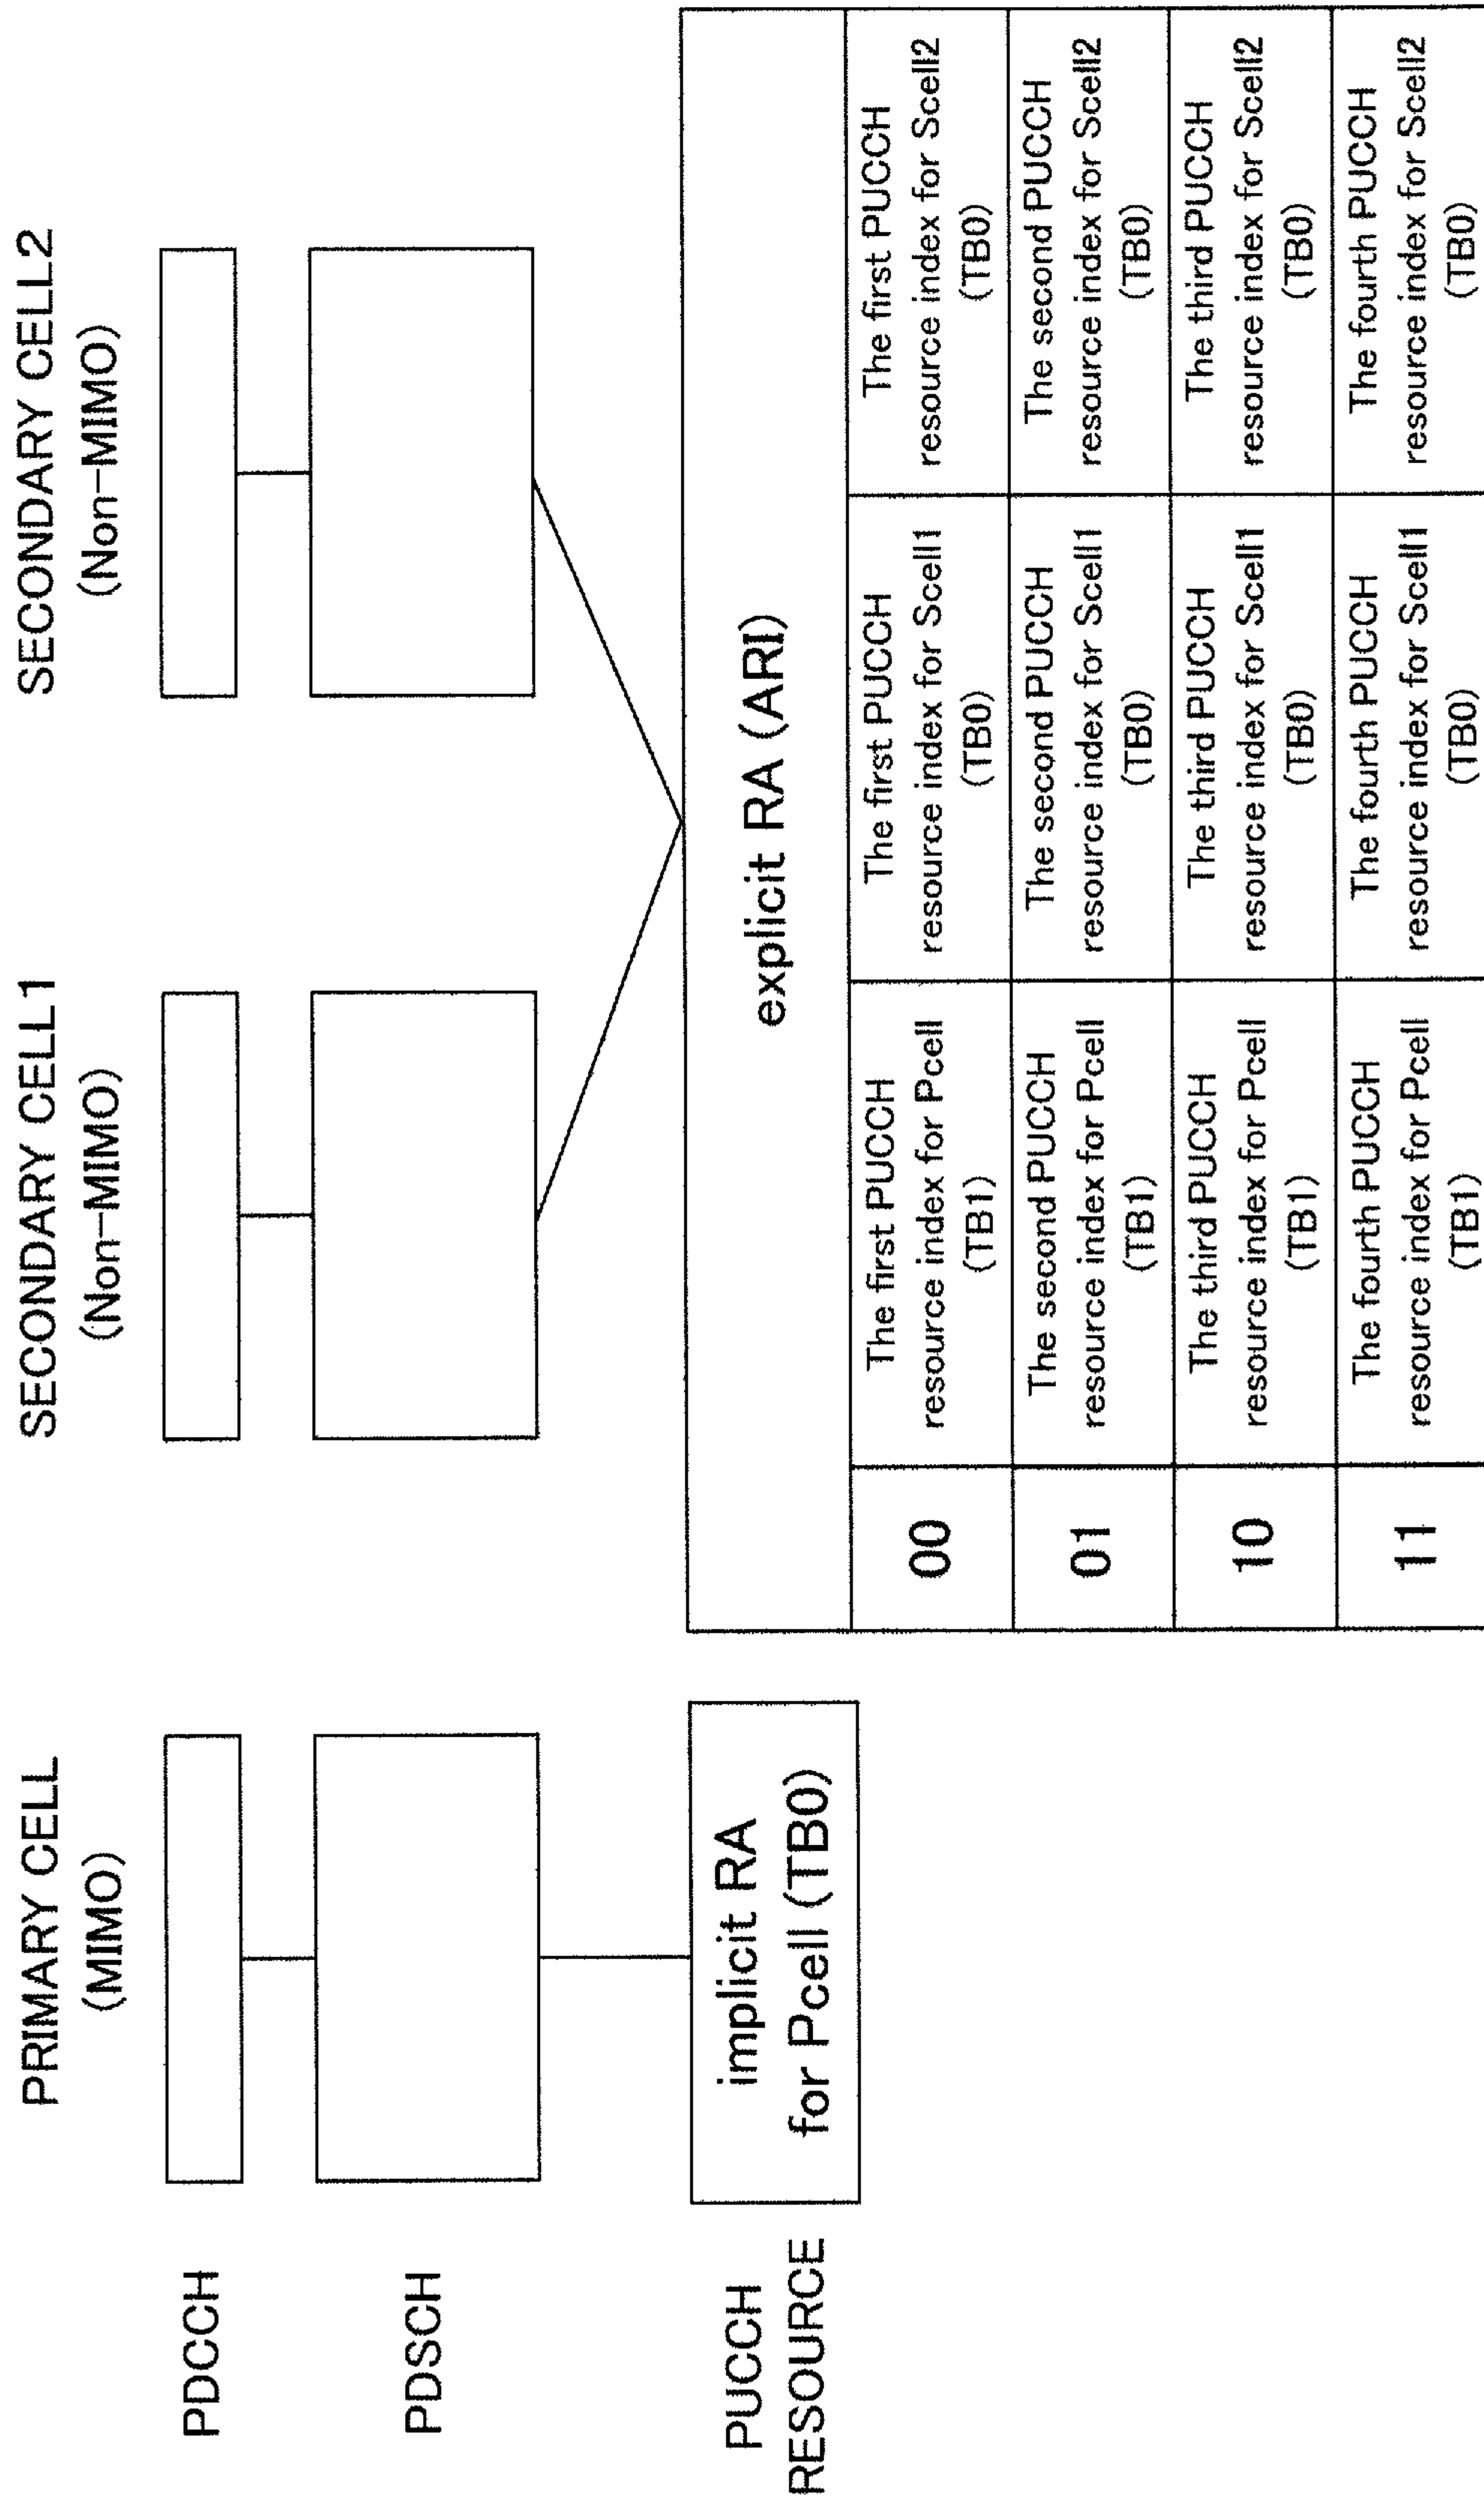 PRIMARY CELL
(MIMO)
SECONDARY CELL1
(Non-MIMO)
SECONDARY CELL2
(Non-MIMO)
PDCCH
PDSCH
PUCCH
RESOURCE
implicit RA
for Pcell (TB0)
explicit RA (ARI)
00
The first PUCCH
resource index for Pcell
(TB1)
The first PUCCH
resource index for Scell1
(TB0)
The first PUCCH
resource index for Scell2
(TB0)
01
The second PUCCH
resource index for Pcell
(TB1)
The second PUCCH
resource index for Scell1
(TB0)
The second PUCCH
resource index for Scell2
(TB0)
10
The third PUCCH
resource index for Pcell
(TB1)
The third PUCCH
resource index for Scell1
(TB0)
The third PUCCH
resource index for Scell2
(TB0)
11
The fourth PUCCH
resource index for Pcell
(TB1)
The fourth PUCCH
resource index for Scell1
(TB0)
The fourth PUCCH
resource index for Scell2
(TB0)